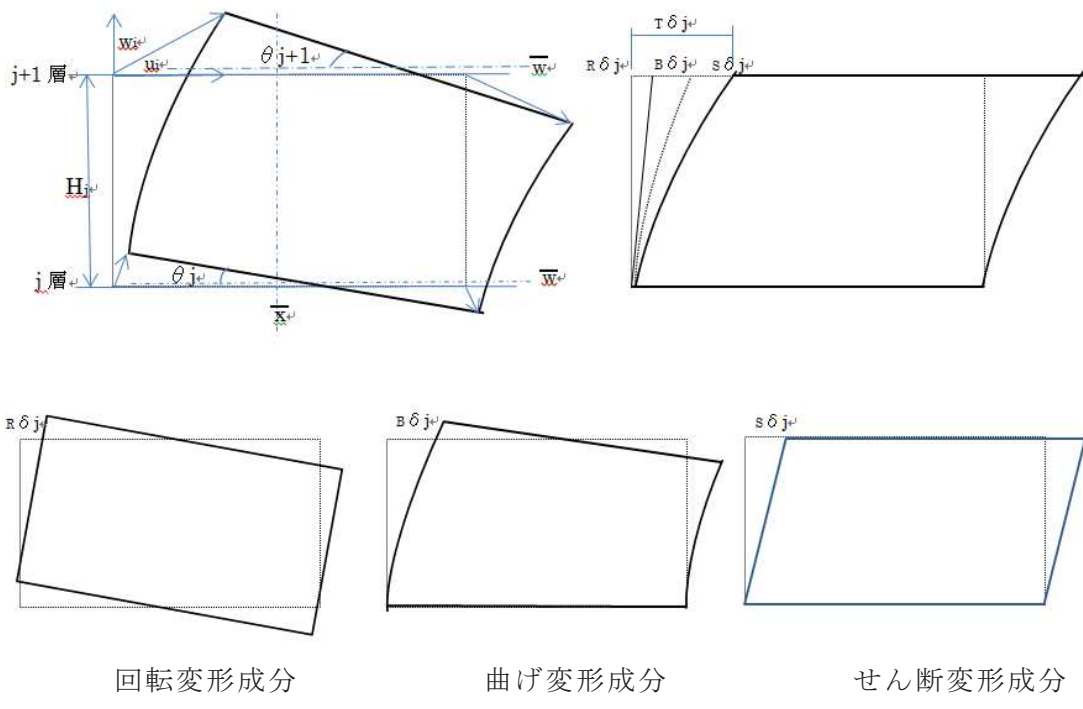 wi
θj+1
w̅
ui
j+1 層
Hj
j 層
θj
w̅
x̅
Tδj
Rδj Bδj Sδj
Rδj
Bδj
Sδj
回転変形成分
曲げ変形成分
せん断変形成分